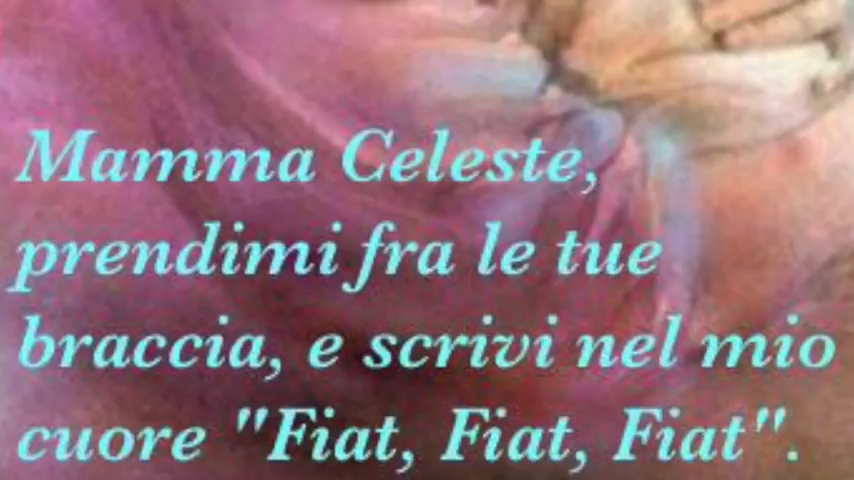 Mamma Celeste,
prendimi fra le tue
braccia, e scrivi nel mio
cuore "Fiat, Fiat, Fiat".